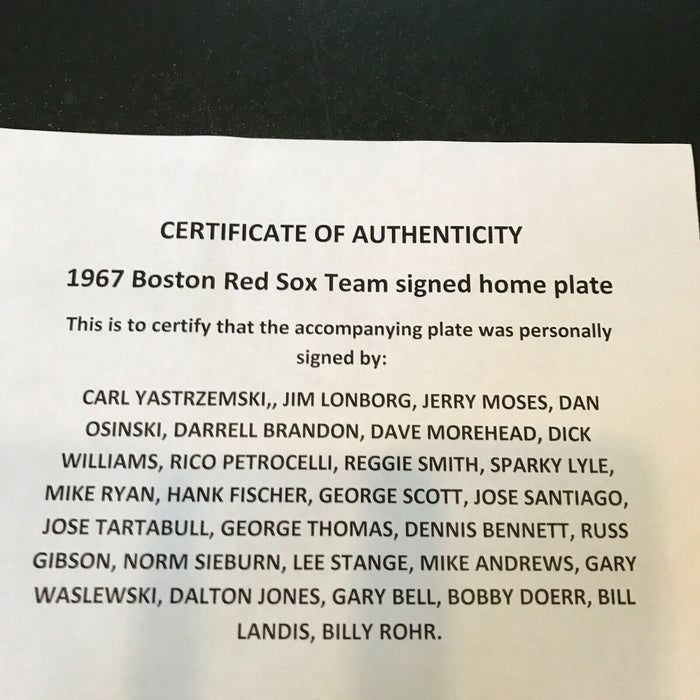 CERTIFICATE OF AUTHENTICITY
1967 Boston Red Sox Team signed home plate
This is to certify that the accompanying plate was personally
signed by:
CARL YASTRZEMSKI,, JIM LONBORG, JERRY MOSES, DAN
OSINSKI, DARRELL BRANDON, DAVE MOREHEAD, DICK
WILLIAMS, RICO PETROCELLI, REGGIE SMITH, SPARKY LYLE,
MIKE RYAN, HANK FISCHER, GEORGE SCOTT, JOSE SANTIAGO,
JOSE TARTABULL, GEORGE THOMAS, DENNIS BENNETT, RUSS
GIBSON, NORM SIEBURN, LEE STANGE, MIKE ANDREWS, GARY
WASLEWSKI, DALTON JONES, GARY BELL, BOBBY DOERR, BILL
LANDIS, BILLY ROHR.